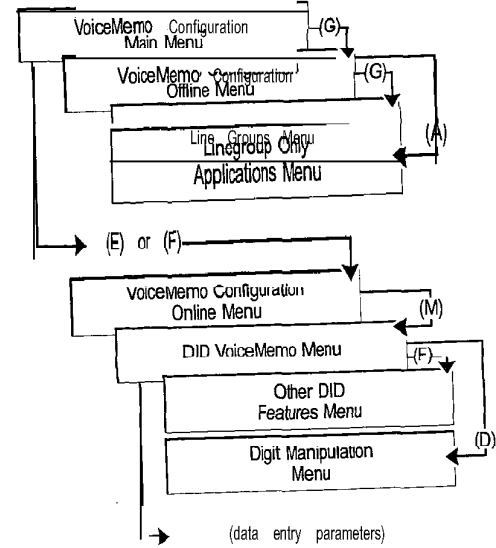 VoiceMemo Configuration
Main Menu
(G)
VoiceMemo Configuration
Offline Menu
(G)
Line Groups Menu
(A)
Linegroup Only
Applications Menu
(E) or (F)
VoiceMemo Configuration
Online Menu
(M)
DID VoiceMemo Menu
(F)
Other DID
Features Menu
(D)
Digit Manipulation
Menu
(data entry parameters)